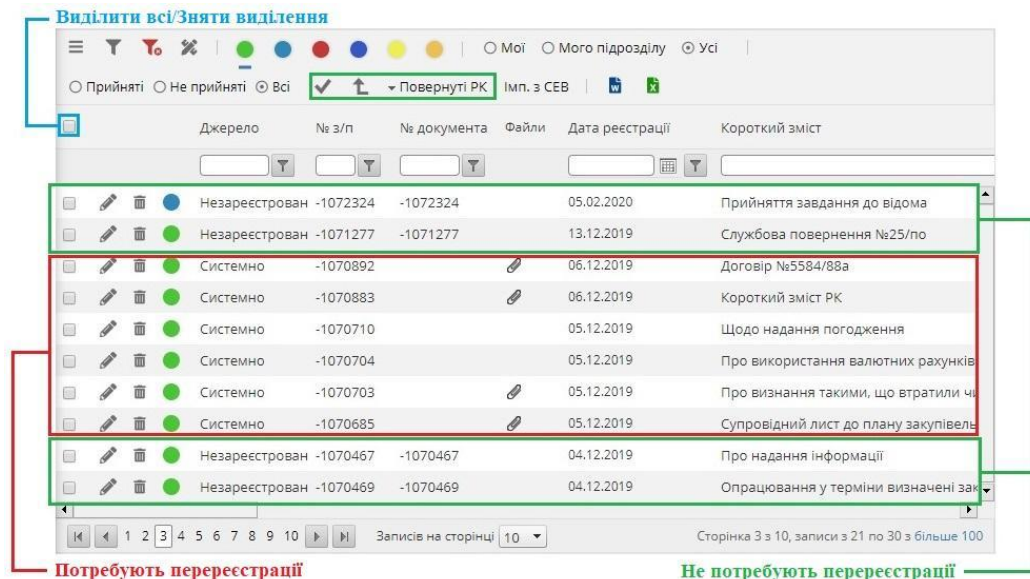 Виділити всі/Зняти виділення
Мої Мого підрозділу Усі
Прийняті Не прийняті Всі Повернуті РК Імп. з СЕВ
Джерело № з/п № документа Файли Дата реєстрації Короткий зміст
Незареєстрован -1072324 -1072324 05.02.2020 Прийняття завдання до відома
Незареєстрован -1071277 -1071277 13.12.2019 Службова повернення №25/по
Системно -1070892 06.12.2019 Договір №5584/88а
Системно -1070883 06.12.2019 Короткий зміст РК
Системно -1070710 05.12.2019 Щодо надання погодження
Системно -1070704 05.12.2019 Про використання валютних рахунків
Системно -1070703 05.12.2019 Про визнання такими, що втратили чи
Системно -1070685 05.12.2019 Супровідний лист до плану закупівель
Незареєстрован -1070467 -1070467 04.12.2019 Про надання інформації
Незареєстрован -1070469 -1070469 04.12.2019 Опрацювання у терміни визначені зак
1 2 3 4 5 6 7 8 9 10 Записів на сторінці 10 Сторінка 3 з 10, записи з 21 по 30 з більше 100
Потребують перереєстрації Не потребують перереєстрації